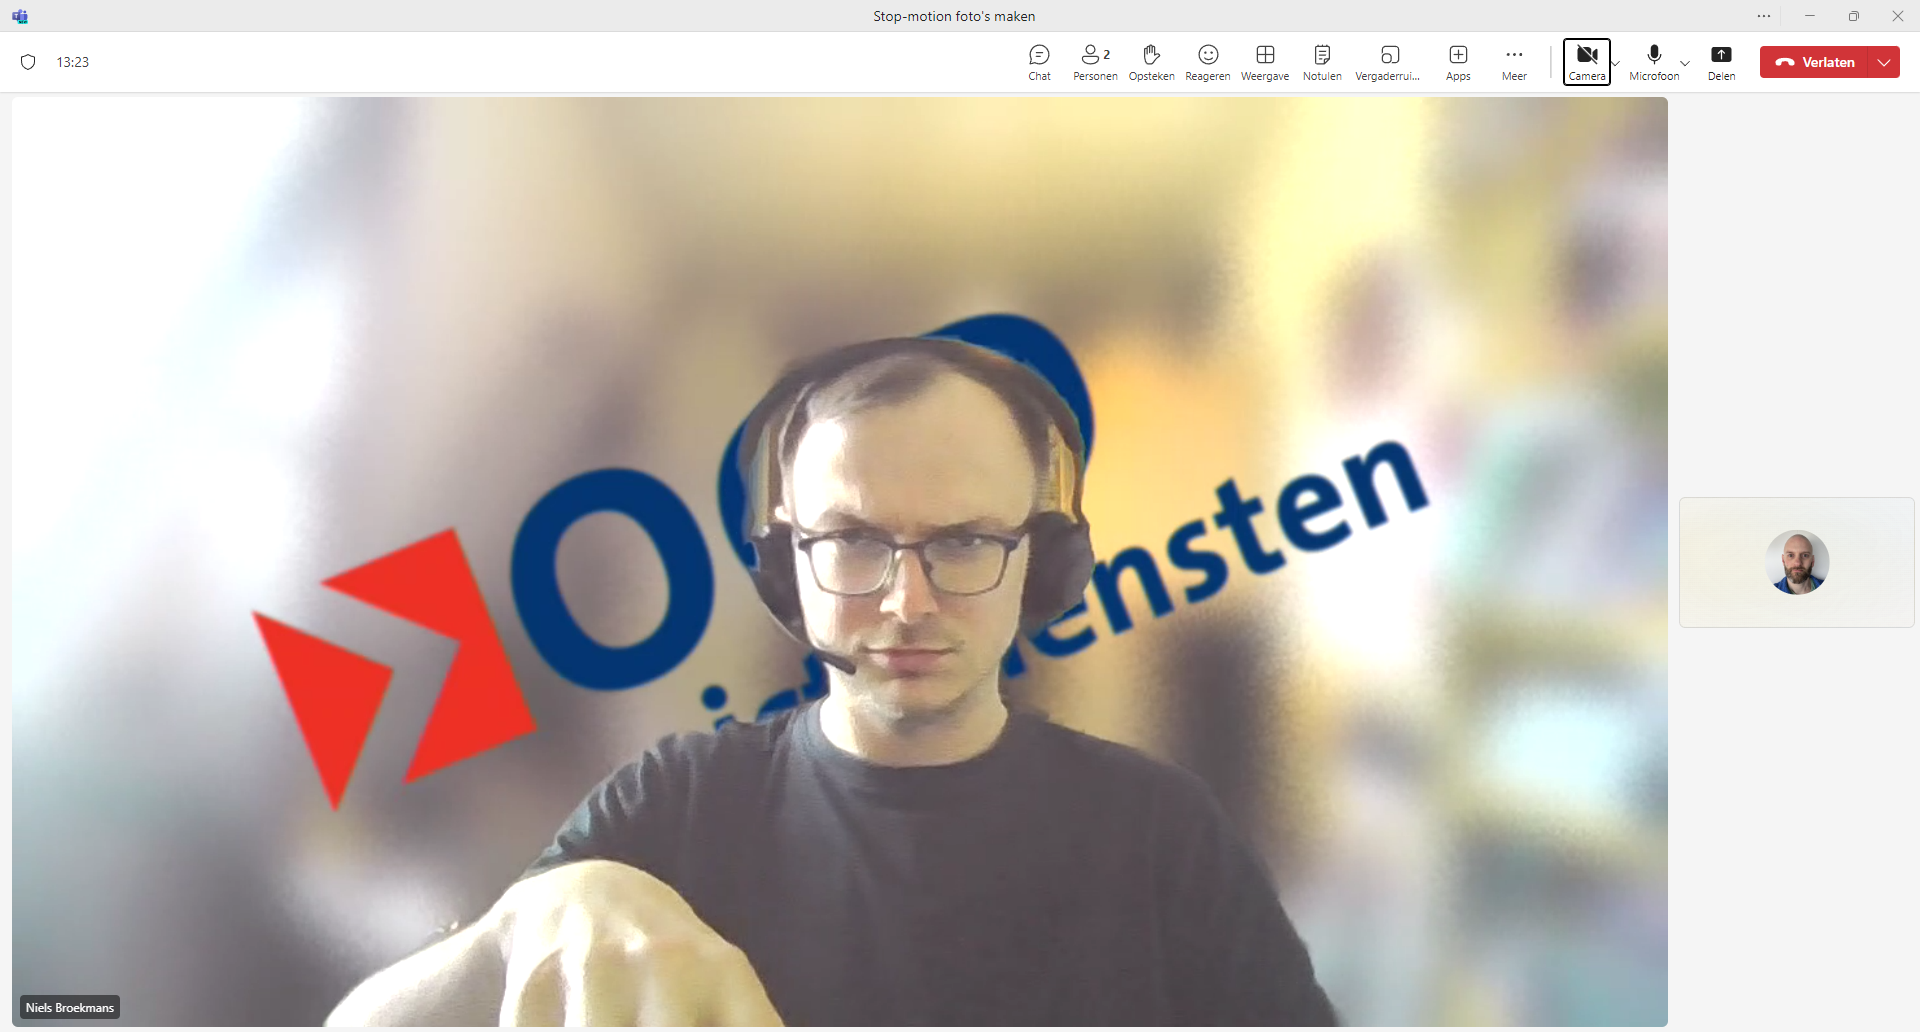 Stop-motion foto's maken
13:23
Chat
Personen 2
Opsteken
Reageren
Weergave
Notulen
Vergaderrui...
Apps
Meer
Camera
Microfoon
Delen
Verlaten
Niels Broekmans